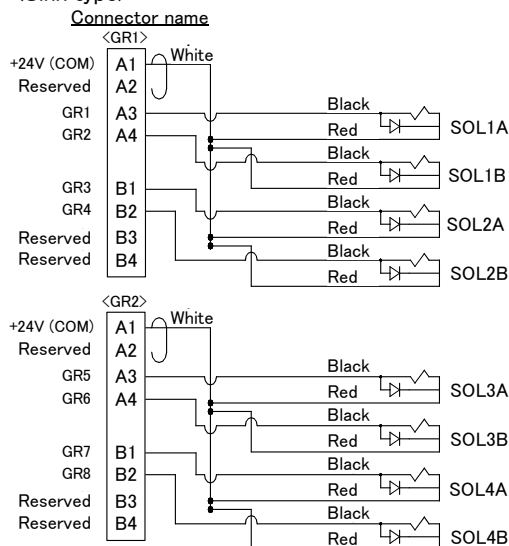 Connector name
<GR1>
+24V (COM) A1 White
Reserved A2
GR1 A3 Black
Red SOL1A
GR2 A4 Black
Red SOL1B
GR3 B1 Black
Red SOL2A
GR4 B2 Black
Red SOL2B
Reserved B3
Reserved B4
<GR2>
+24V (COM) A1 White
Reserved A2
GR5 A3 Black
Red SOL3A
GR6 A4 Black
Red SOL3B
GR7 B1 Black
Red SOL4A
GR8 B2 Black
Red SOL4B
Reserved B3
Reserved B4